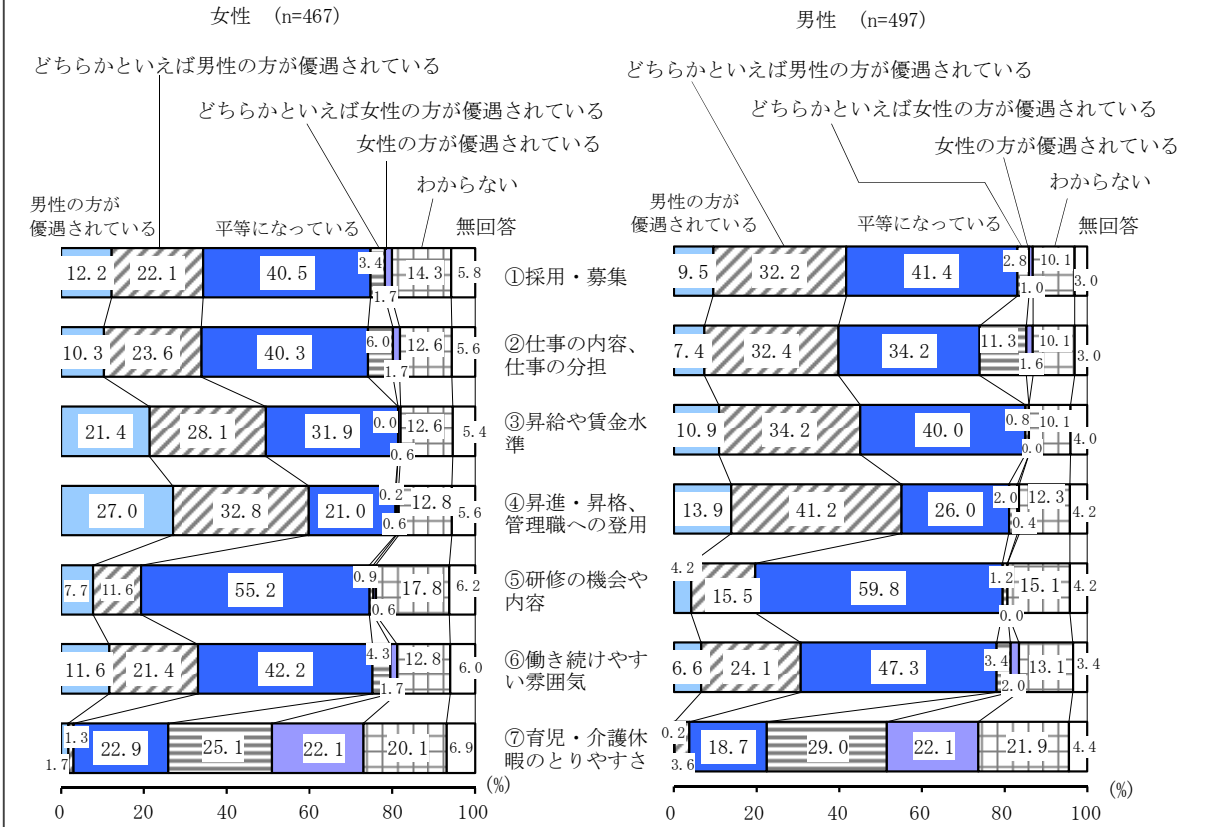 女性 (n=467)
どちらかといえば男性の方が優遇されている
どちらかといえば女性の方が優遇されている
女性の方が優遇されている
わからない
男性の方が
優遇されている
平等になっている
無回答
男性 (n=497)
どちらかといえば男性の方が優遇されている
どちらかといえば女性の方が優遇されている
女性の方が優遇されている
わからない
男性の方が
優遇されている
平等になっている
無回答
12.2 22.1 40.5 3.4 1.7 14.3 5.8
①採用・募集
9.5 32.2 41.4 2.8 1.0 10.1 3.0
10.3 23.6 40.3 6.0 1.7 12.6 5.6
②仕事の内容、
仕事の分担
7.4 32.4 34.2 11.3 1.6 10.1 3.0
21.4 28.1 31.9 0.0 0.6 12.6 5.4
③昇給や賃金水
準
10.9 34.2 40.0 0.8 0.0 10.1 4.0
27.0 32.8 21.0 0.2 0.6 12.8 5.6
④昇進・昇格、
管理職への登用
13.9 41.2 26.0 2.0 0.4 12.3 4.2
7.7 11.6 55.2 0.9 0.6 17.8 6.2
⑤研修の機会や
内容
4.2 15.5 59.8 1.2 0.0 15.1 4.2
11.6 21.4 42.2 4.3 1.7 12.8 6.0
⑥働き続けやす
い雰囲気
6.6 24.1 47.3 3.4 2.0 13.1 3.4
1.7 1.3 22.9 25.1 22.1 20.1 6.9
⑦育児・介護休
暇のとりやすさ
0.2 3.6 18.7 29.0 22.1 21.9 4.4
0 20 40 60 80 100 (%)
0 20 40 60 80 100 (%)